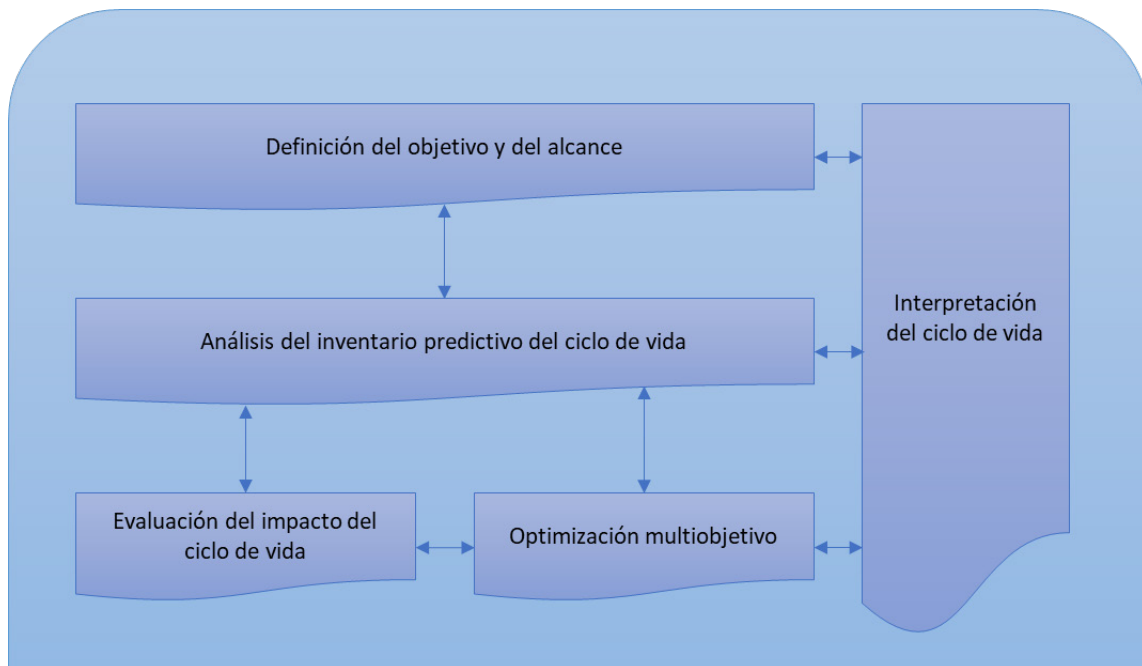 Definición del objetivo y del alcance
Análisis del inventario predictivo del ciclo de vida
Interpretación
del ciclo de vida
Evaluación del impacto del
ciclo de vida
Optimización multiobjetivo